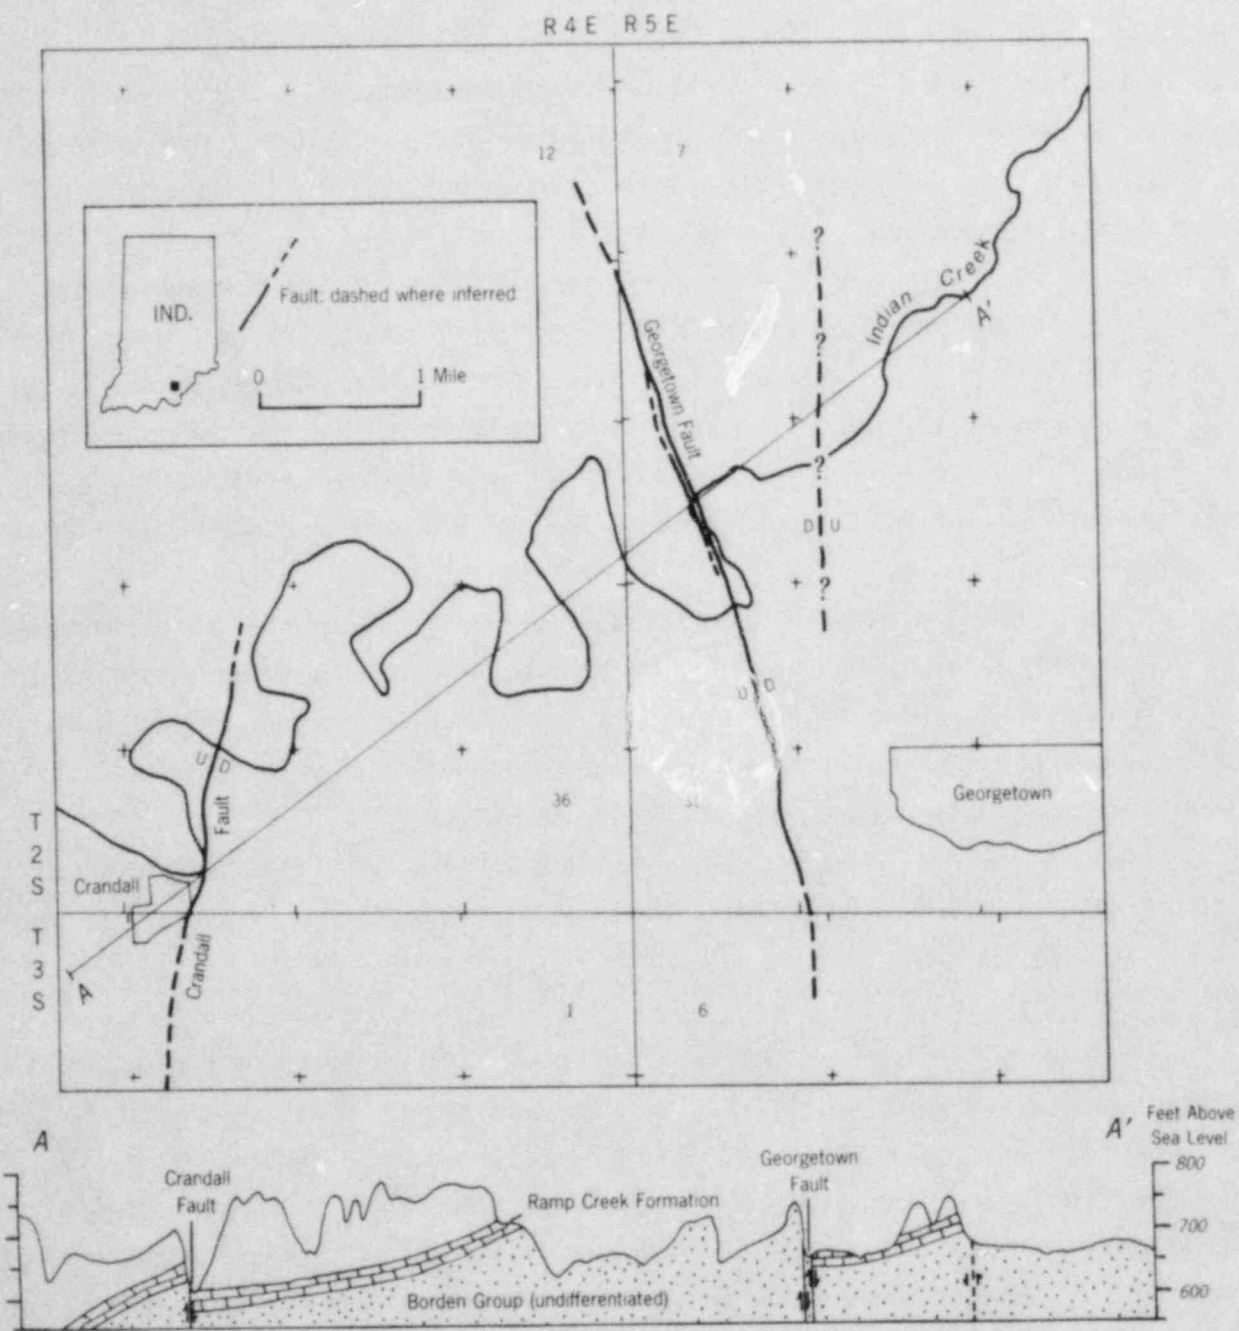 R4E R5E
12 7
IND.
Fault; dashed where inferred
0 1 Mile
Georgetown Fault
?
?
?
?
D U
Indian Creek
A'
U D
U D
Fault
36
Georgetown
T
2
S
Crandall
T
3
S
A
Crandall
1 6
A
A'
Feet Above
Sea Level
Crandall
Fault
Georgetown
Fault
Ramp Creek Formation
Borden Group (undifferentiated)
800
700
600